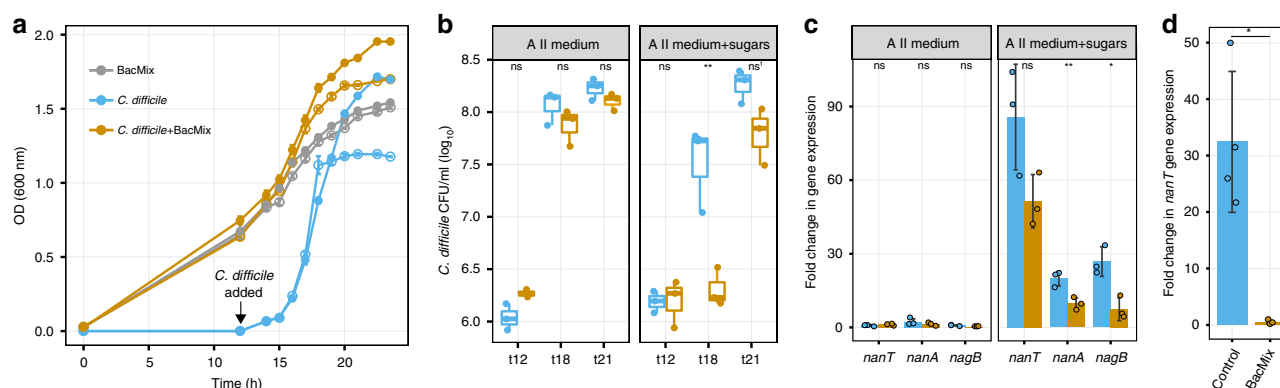 a
OD (600 nm)
2.0
1.5
1.0
0.5
0.0
BacMix
C. difficile
C. difficile+BacMix
C. difficile
added
0
5
10
15
20
Time (h)
b
C. difficile CFU/ml (log10)
A II medium
A II medium+sugars
ns
ns
ns
ns
**
ns¹
8.5
8.0
7.5
7.0
6.5
6.0
t12
t18
t21
t12
t18
t21
c
Fold change in gene expression
A II medium
A II medium+sugars
ns
ns
ns
ns
**
*
90
60
30
0
nanT
nanA
nagB
nanT
nanA
nagB
d
Fold change in nanT gene expression
*
50
40
30
20
10
0
Control
BacMix